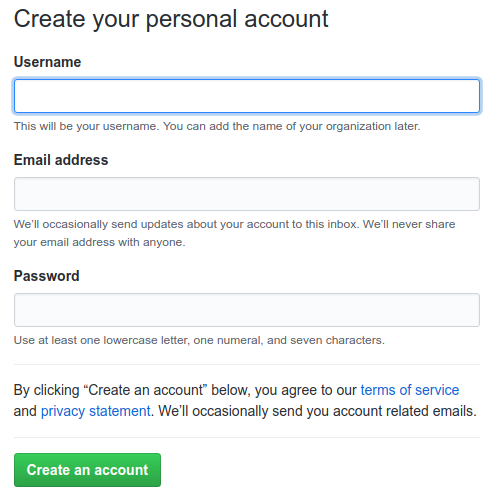 Create your personal account
Username
This will be your username. You can add the name of your organization later.
Email address
We’ll occasionally send updates about your account to this inbox. We’ll never share
your email address with anyone.
Password
Use at least one lowercase letter, one numeral, and seven characters.
By clicking “Create an account” below, you agree to our terms of service
and privacy statement. We’ll occasionally send you account related emails.
Create an account